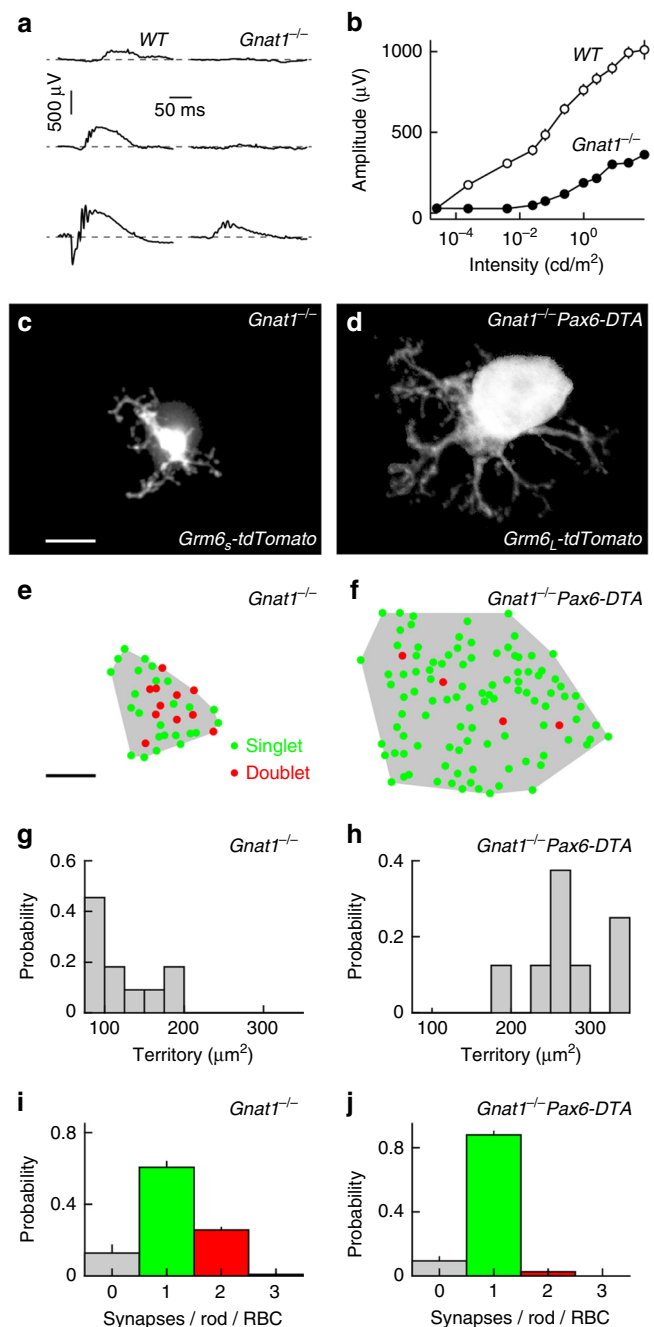 a
WT
Gnat1⁻/⁻
500 μV
50 ms
b
Amplitude (μV)
1000
500
0
WT
Gnat1⁻/⁻
10⁻⁴ 10⁻² 10⁰
Intensity (cd/m²)
c
Gnat1⁻/⁻
Grm6ₛ-tdTomato
d
Gnat1⁻/⁻Pax6-DTA
Grm6L-tdTomato
e
Gnat1⁻/⁻
Singlet
Doublet
f
Gnat1⁻/⁻Pax6-DTA
g
Gnat1⁻/⁻
Probability
0.6
0.4
0.2
0
100 200 300
Territory (μm²)
h
Gnat1⁻/⁻Pax6-DTA
Probability
0.4
0.2
0
100 200 300
Territory (μm²)
i
Gnat1⁻/⁻
Probability
0.8
0.4
0
0 1 2 3
Synapses / rod / RBC
j
Gnat1⁻/⁻Pax6-DTA
Probability
0.8
0.4
0
0 1 2 3
Synapses / rod / RBC